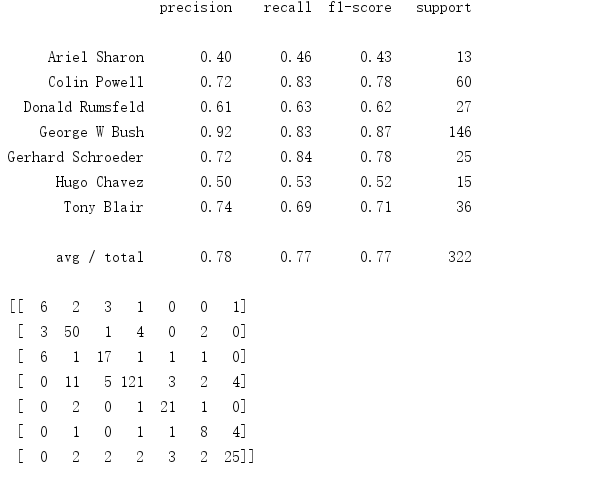 precision recall f1-score support
Ariel Sharon 0.40 0.46 0.43 13
Colin Powell 0.72 0.83 0.78 60
Donald Rumsfeld 0.61 0.63 0.62 27
George W Bush 0.92 0.83 0.87 146
Gerhard Schroeder 0.72 0.84 0.78 25
Hugo Chavez 0.50 0.53 0.52 15
Tony Blair 0.74 0.69 0.71 36
avg / total 0.78 0.77 0.77 322
[[ 6 2 3 1 0 0 1]
[ 3 50 1 4 0 2 0]
[ 6 1 17 1 1 1 0]
[ 0 11 5 121 3 2 4]
[ 0 2 0 1 21 1 0]
[ 0 1 0 1 1 8 4]
[ 0 2 2 2 3 2 25]]